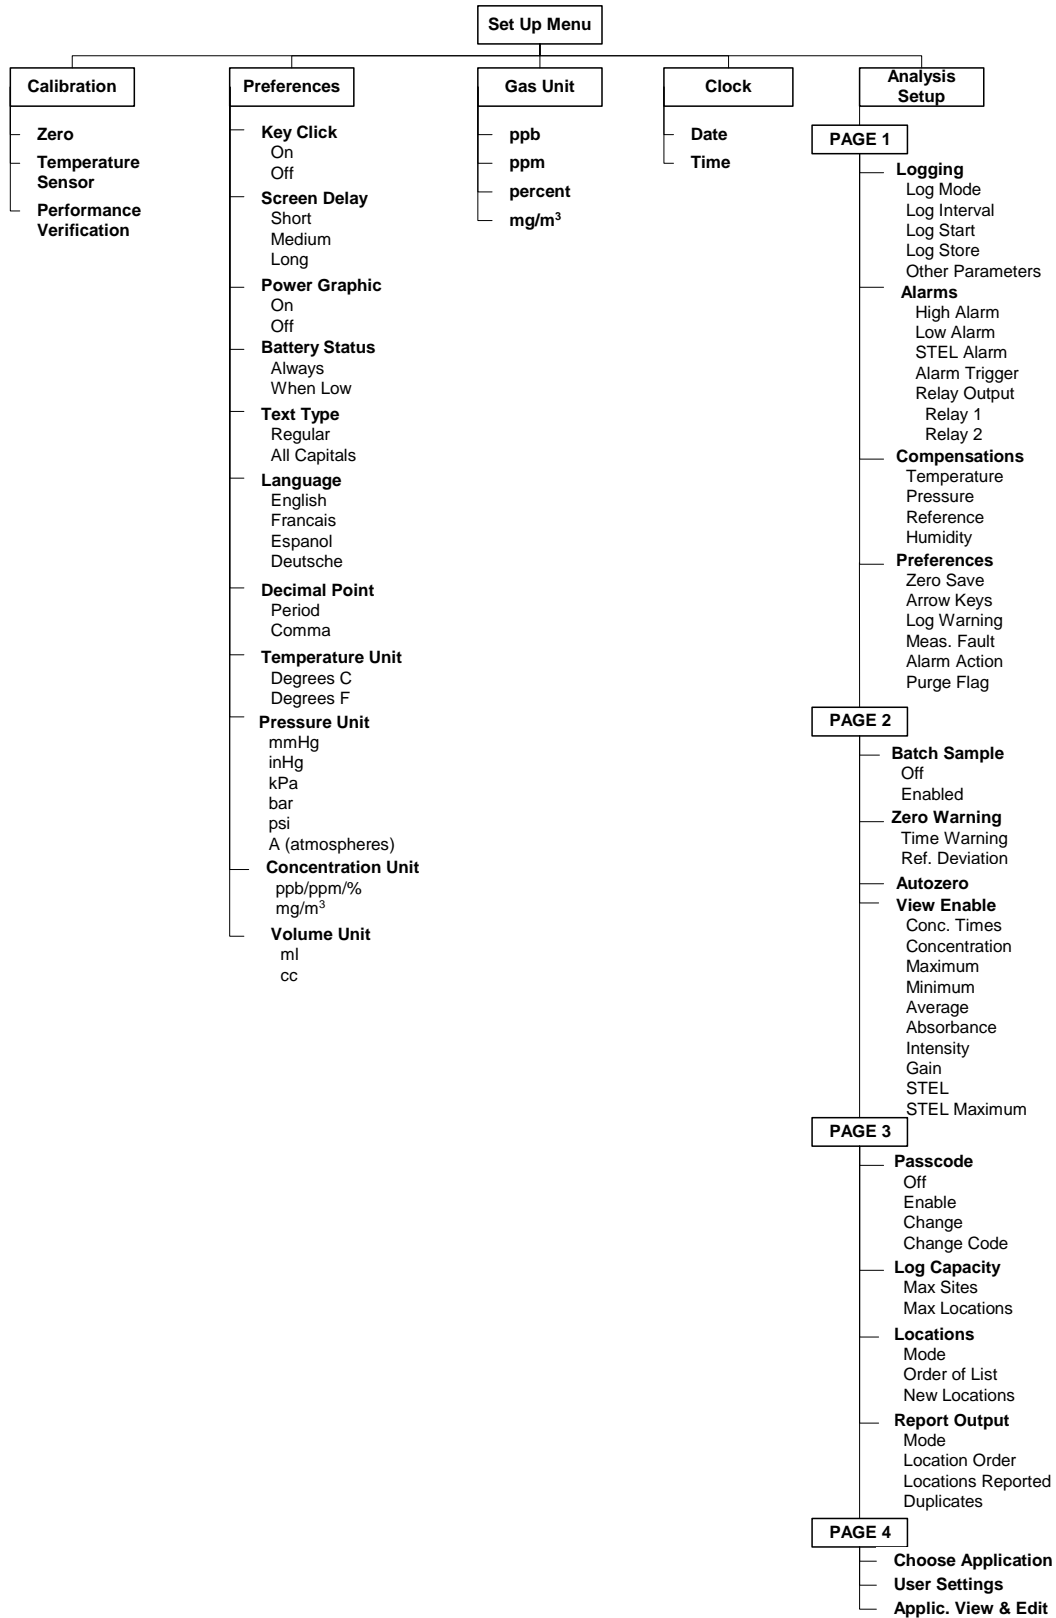 Set Up Menu
Calibration
Zero
Temperature
Sensor
Performance
Verification
Preferences
Key Click
On
Off
Screen Delay
Short
Medium
Long
Power Graphic
On
Off
Battery Status
Always
When Low
Text Type
Regular
All Capitals
Language
English
Francais
Espanol
Deutsche
Decimal Point
Period
Comma
Temperature Unit
Degrees C
Degrees F
Pressure Unit
mmHg
inHg
kPa
bar
psi
A (atmospheres)
Concentration Unit
ppb/ppm/%
mg/m³
Volume Unit
ml
cc
Gas Unit
ppb
ppm
percent
mg/m³
Clock
Date
Time
Analysis
Setup
PAGE 1
Logging
Log Mode
Log Interval
Log Start
Log Store
Other Parameters
Alarms
High Alarm
Low Alarm
STEL Alarm
Alarm Trigger
Relay Output
Relay 1
Relay 2
Compensations
Temperature
Pressure
Reference
Humidity
Preferences
Zero Save
Arrow Keys
Log Warning
Meas. Fault
Alarm Action
Purge Flag
PAGE 2
Batch Sample
Off
Enabled
Zero Warning
Time Warning
Ref. Deviation
Autozero
View Enable
Conc. Times
Concentration
Maximum
Minimum
Average
Absorbance
Intensity
Gain
STEL
STEL Maximum
PAGE 3
Passcode
Off
Enable
Change
Change Code
Log Capacity
Max Sites
Max Locations
Locations
Mode
Order of List
New Locations
Report Output
Mode
Location Order
Locations Reported
Duplicates
PAGE 4
Choose Application
User Settings
Applic. View & Edit